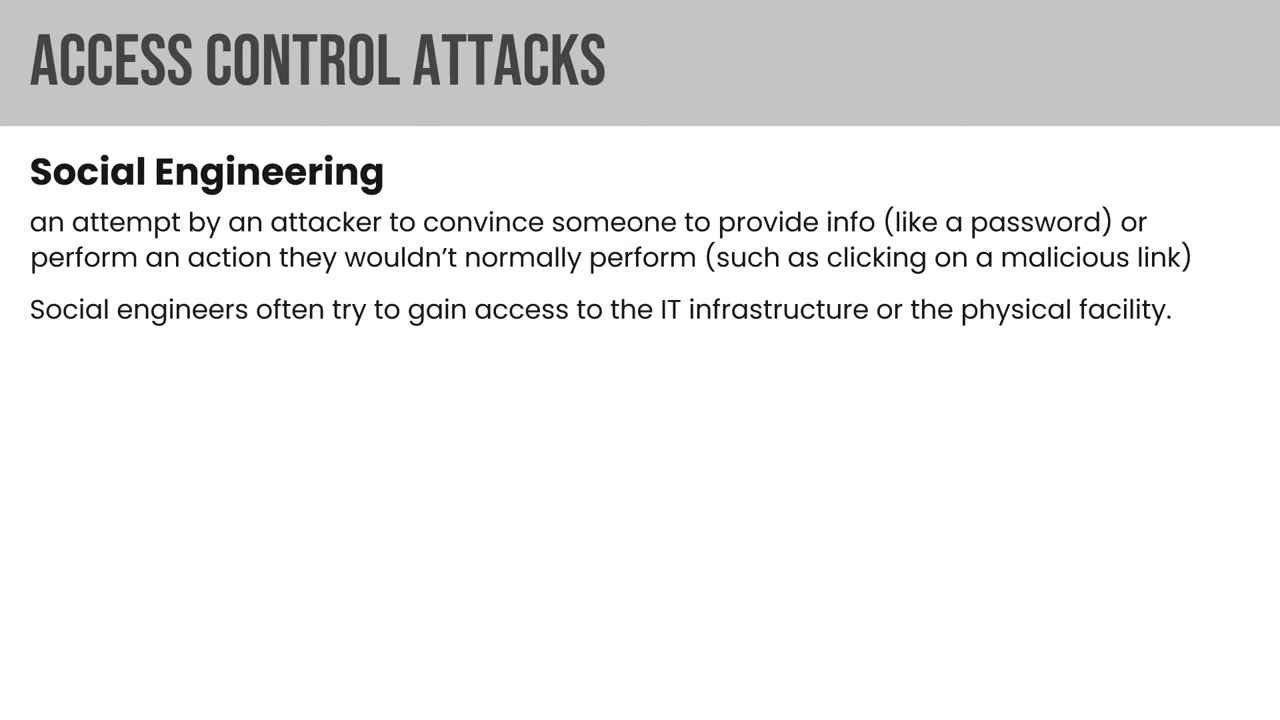 ACCESS CONTROL ATTACKS
Social Engineering
an attempt by an attacker to convince someone to provide info (like a password) or
perform an action they wouldn’t normally perform (such as clicking on a malicious link)
Social engineers often try to gain access to the IT infrastructure or the physical facility.